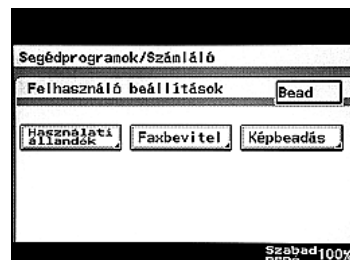 Segédprogramok/Számláló
Felhasználó beállítások
Bead
Használati
állandók
Faxbevitel
Képbeadás
Szabad
100%